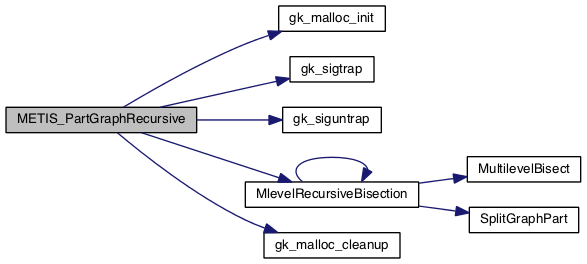 gk_malloc_init
gk_sigtrap
METIS_PartGraphRecursive
gk_siguntrap
MultilevelBisect
MlevelRecursiveBisection
SplitGraphPart
gk_malloc_cleanup